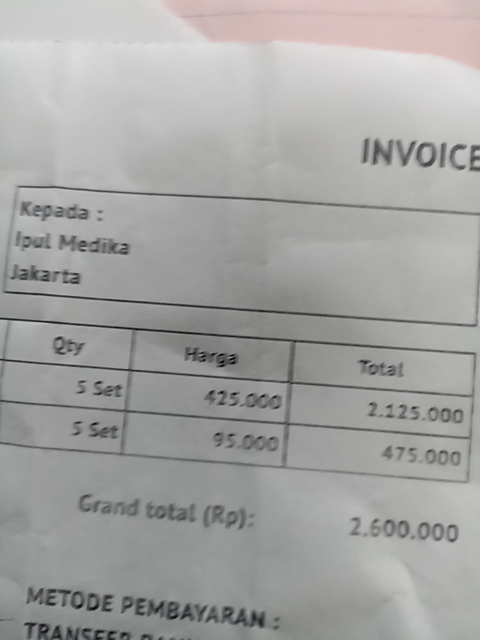 INVOICE
Kepada :
Ipul Medika
Jakarta
Qty Harga Total
5 Set 425.000 2.125.000
5 Set 95.000 475.000
Grand total (Rp): 2.600.000
METODE PEMBAYARAN :
TRANSFER